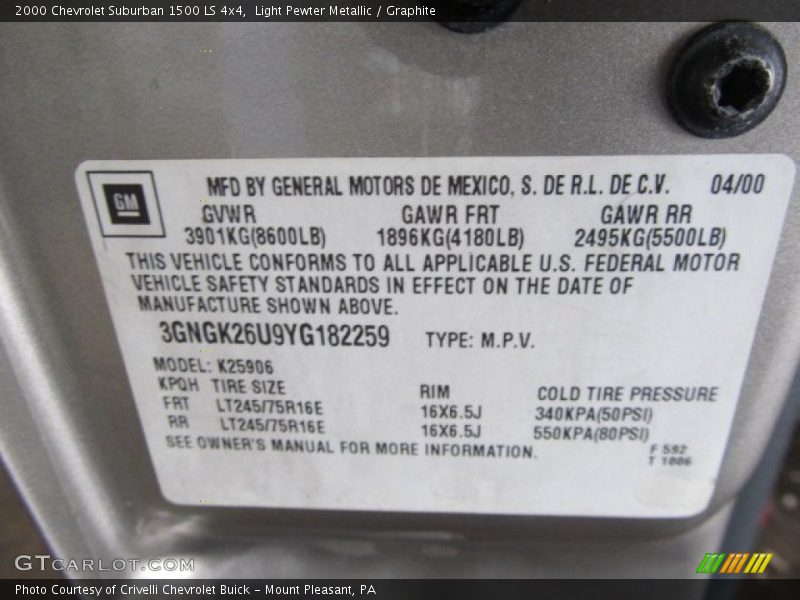 2000 Chevrolet Suburban 1500 LS 4x4, Light Pewter Metallic / Graphite
GM
MFD BY GENERAL MOTORS DE MEXICO, S. DE R.L. DE C.V. 04/00
GVWR GAWR FRT GAWR RR
3901KG(8600LB) 1896KG(4180LB) 2495KG(5500LB)
THIS VEHICLE CONFORMS TO ALL APPLICABLE U.S. FEDERAL MOTOR
VEHICLE SAFETY STANDARDS IN EFFECT ON THE DATE OF
MANUFACTURE SHOWN ABOVE.
3GNGK26U9YG182259 TYPE: M.P.V.
MODEL: K25906
KPQH TIRE SIZE RIM COLD TIRE PRESSURE
FRT LT245/75R16E 16X6.5J 340KPA(50PSI)
RR LT245/75R16E 16X6.5J 550KPA(80PSI)
SEE OWNER'S MANUAL FOR MORE INFORMATION. F 592
T 1006
GTCARLOT.COM
Photo Courtesy of Crivelli Chevrolet Buick - Mount Pleasant, PA